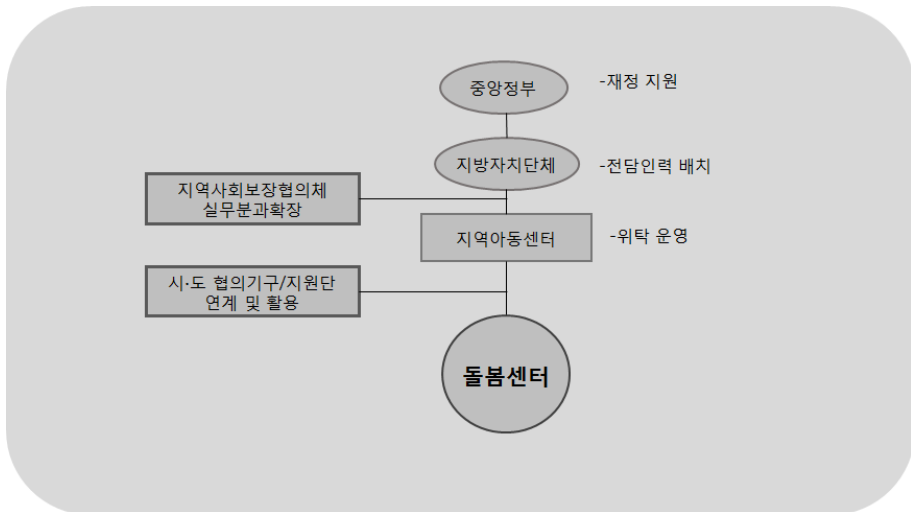 중앙정부
-재정 지원
지방자치단체
-전담인력 배치
지역사회보장협의체
실무분과확장
지역아동센터
-위탁 운영
시·도 협의기구/지원단
연계 및 활용
돌봄센터